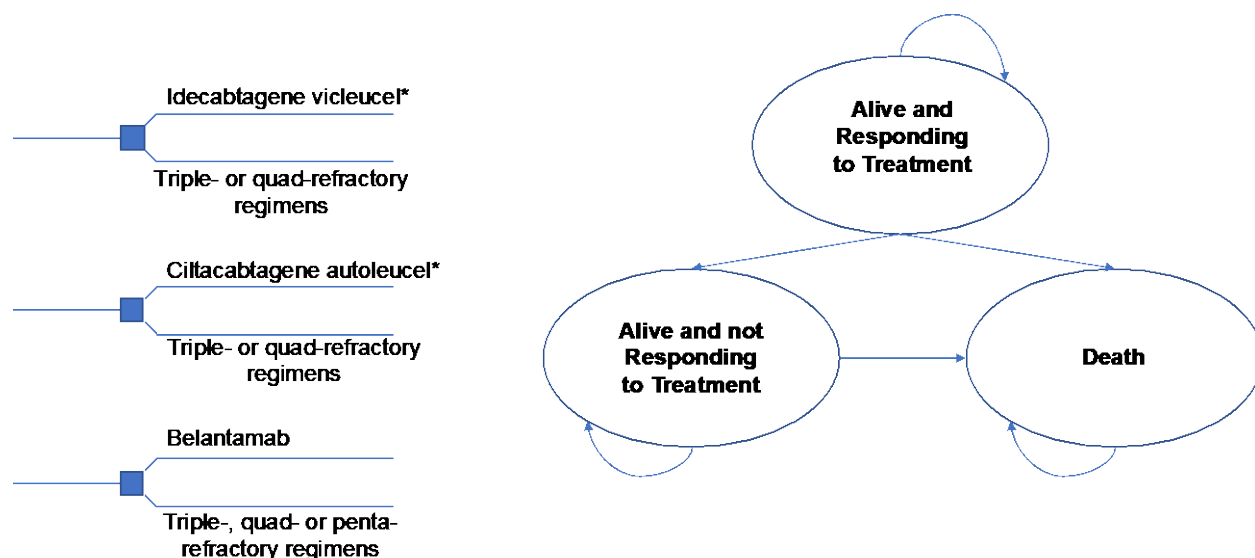 Idecabtagene vicleucel*
Triple- or quad-refractory
regimens
Ciltacabtagene autoleucel*
Triple- or quad-refractory
regimens
Belantamab
Triple-, quad- or penta-
refractory regimens
Alive and
Responding
to Treatment
Alive and not
Responding
to Treatment
Death